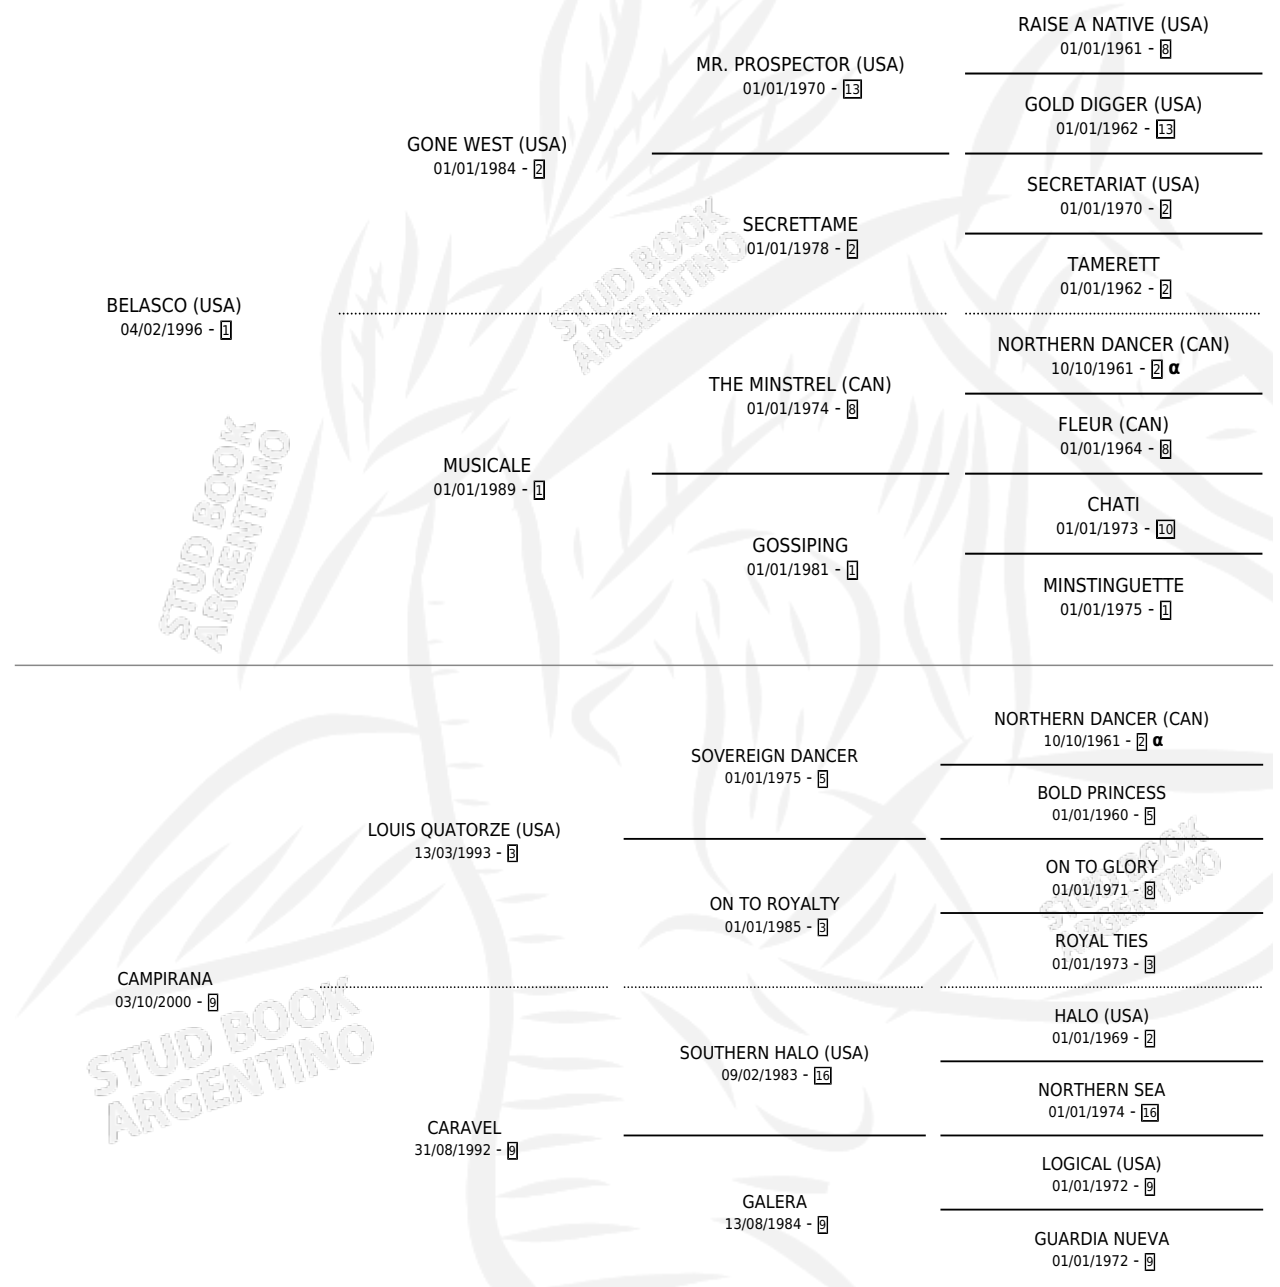 RAISE A NATIVE (USA)
01/01/1961 - 8
MR. PROSPECTOR (USA)
01/01/1970 - 13
GOLD DIGGER (USA)
01/01/1962 - 13
GONE WEST (USA)
01/01/1984 - 2
SECRETARIAT (USA)
01/01/1970 - 2
SECRETTAME
01/01/1978 - 2
TAMERETT
01/01/1962 - 2
BELASCO (USA)
04/02/1996 - 1
NORTHERN DANCER (CAN)
10/10/1961 - 2 α
THE MINSTREL (CAN)
01/01/1974 - 8
FLEUR (CAN)
01/01/1964 - 8
MUSICALE
01/01/1989 - 1
CHATI
01/01/1973 - 10
GOSSIPING
01/01/1981 - 1
MINSTINGUETTE
01/01/1975 - 1
NORTHERN DANCER (CAN)
10/10/1961 - 2 α
SOVEREIGN DANCER
01/01/1975 - 5
BOLD PRINCESS
01/01/1960 - 5
LOUIS QUATORZE (USA)
13/03/1993 - 3
ON TO GLORY
01/01/1971 - 8
ON TO ROYALTY
01/01/1985 - 3
ROYAL TIES
01/01/1973 - 3
CAMPIRANA
03/10/2000 - 9
HALO (USA)
01/01/1969 - 2
SOUTHERN HALO (USA)
09/02/1983 - 16
NORTHERN SEA
01/01/1974 - 16
CARAVEL
31/08/1992 - 9
LOGICAL (USA)
01/01/1972 - 9
GALERA
13/08/1984 - 9
GUARDIA NUEVA
01/01/1972 - 9
STUD BOOK
ARGENTINO
STUD BOOK
ARGENTINO
STUD BOOK
ARGENTINO
STUD BOOK
ARGENTINO